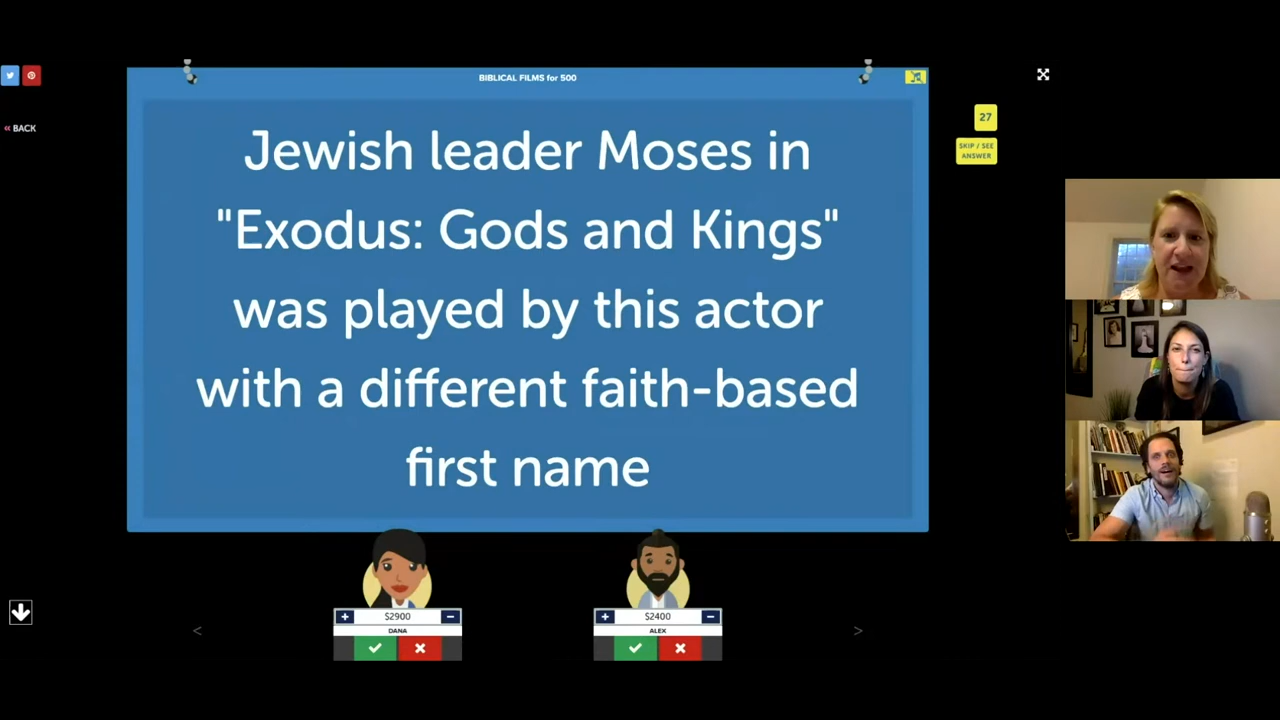 BIBLICAL FILMS for 500
« BACK
27
SKIP / SEE
ANSWER
Jewish leader Moses in
"Exodus: Gods and Kings"
was played by this actor
with a different faith-based
first name
+ $2900 −
DANA
+ $2400 −
ALEX
< >